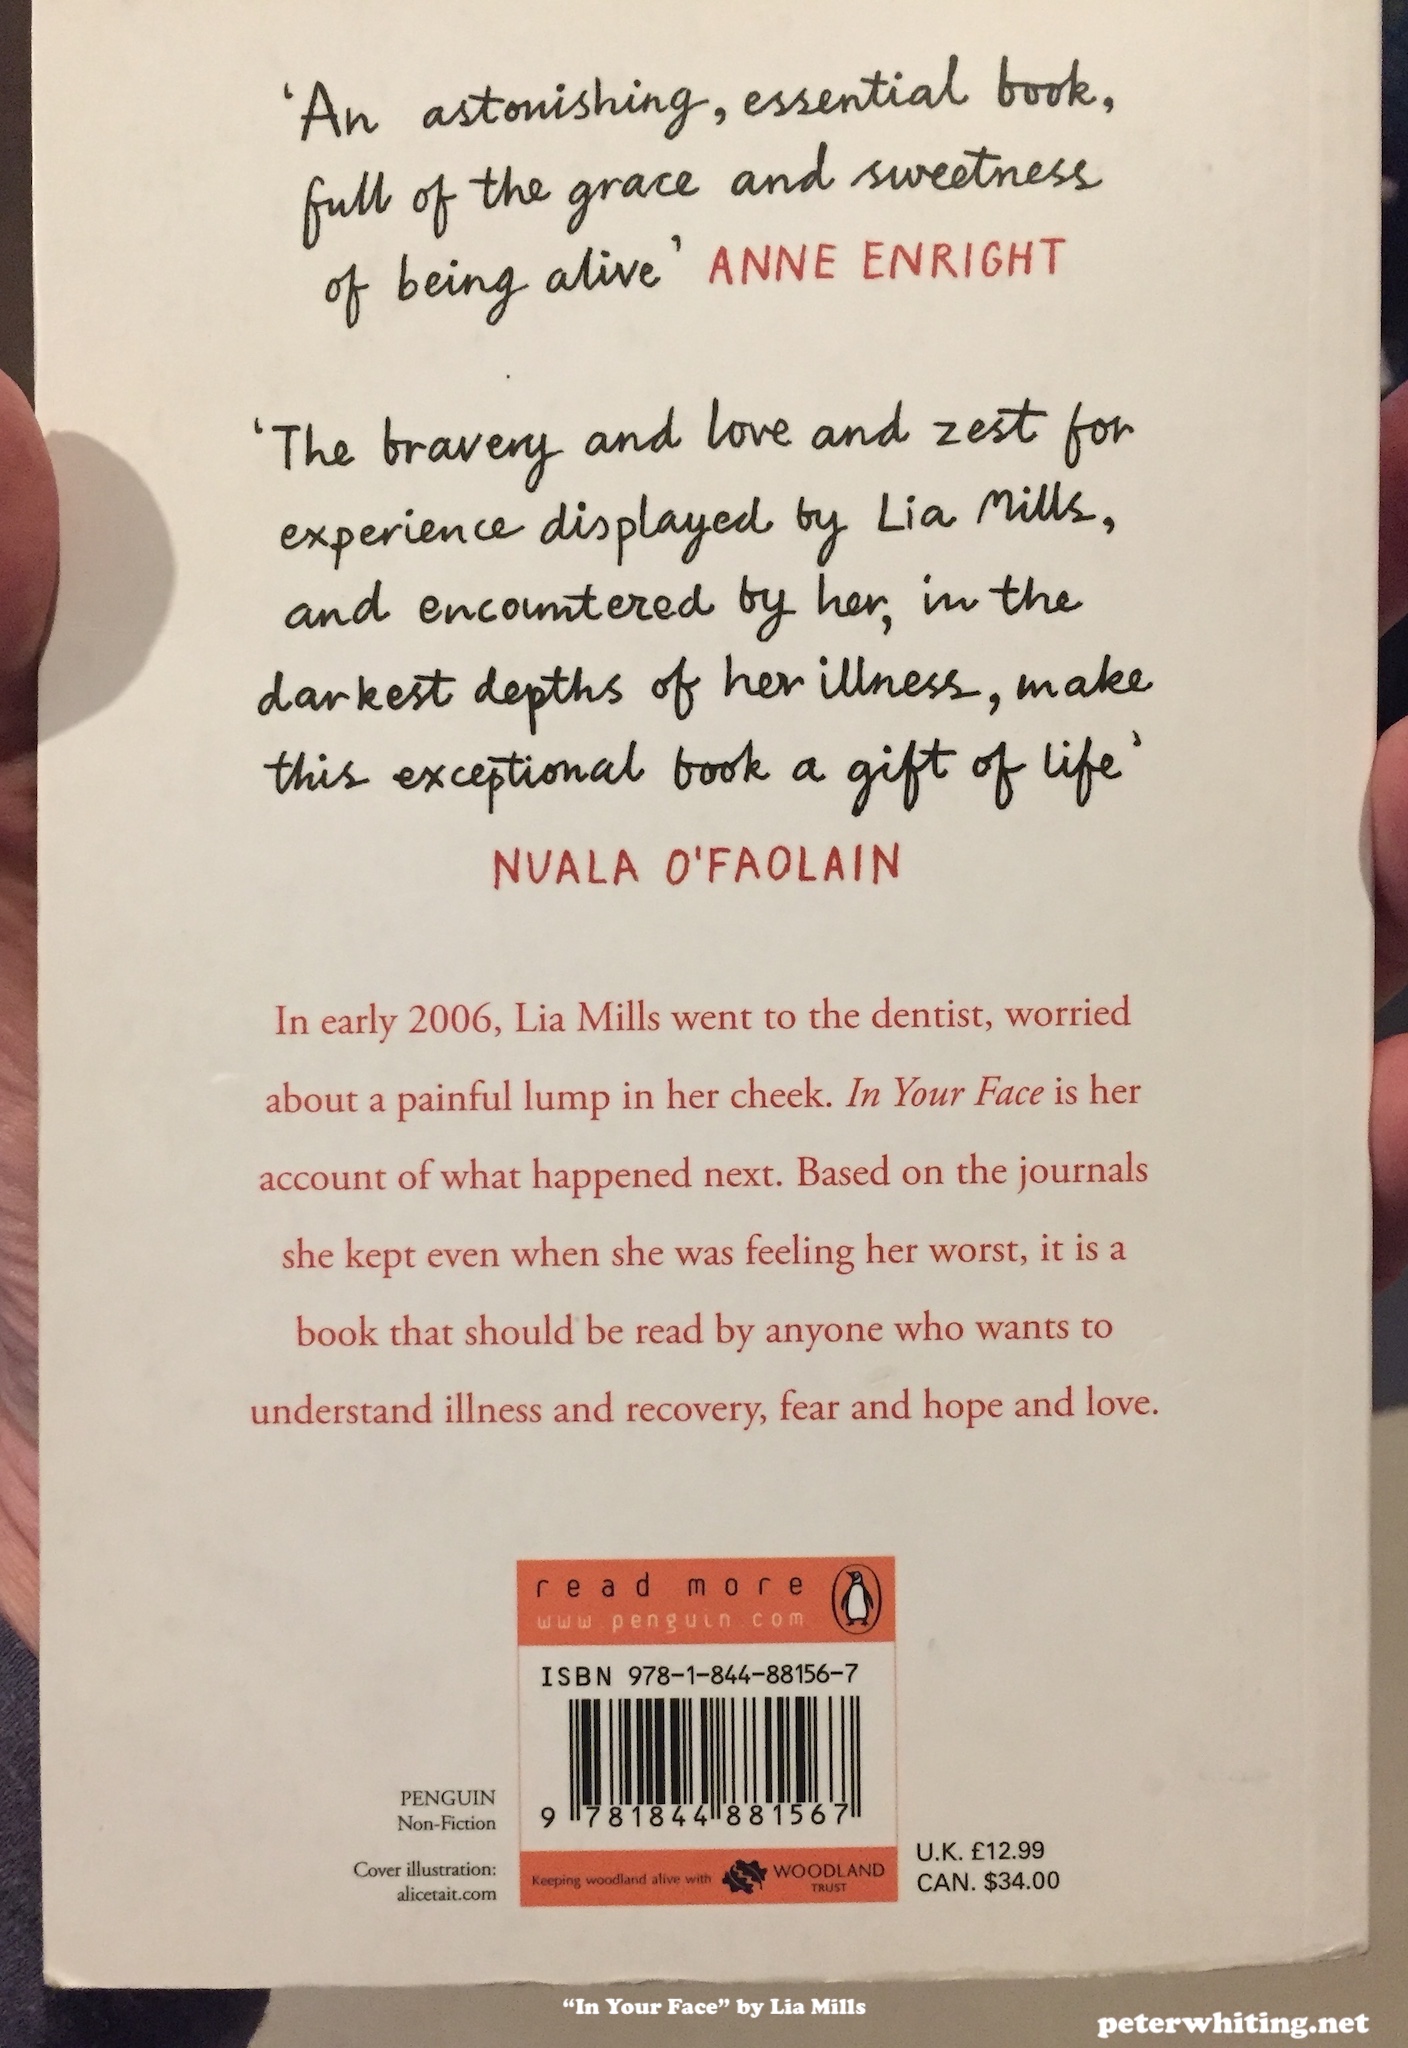 ‘An astonishing, essential book,
full of the grace and sweetness
of being alive’ ANNE ENRIGHT
‘The bravery and love and zest for
experience displayed by Lia Mills,
and encountered by her, in the
darkest depths of her illness, make
this exceptional book a gift of life’
NUALA O'FAOLAIN
In early 2006, Lia Mills went to the dentist, worried
about a painful lump in her cheek. In Your Face is her
account of what happened next. Based on the journals
she kept even when she was feeling her worst, it is a
book that should be read by anyone who wants to
understand illness and recovery, fear and hope and love.
read more
www.penguin.com
ISBN 978-1-844-88156-7
9 781844 881567
PENGUIN
Non-Fiction
Cover illustration:
alicetait.com
Keeping woodland alive with WOODLAND
TRUST
U.K. £12.99
CAN. $34.00
“In Your Face” by Lia Mills
peterwhiting.net